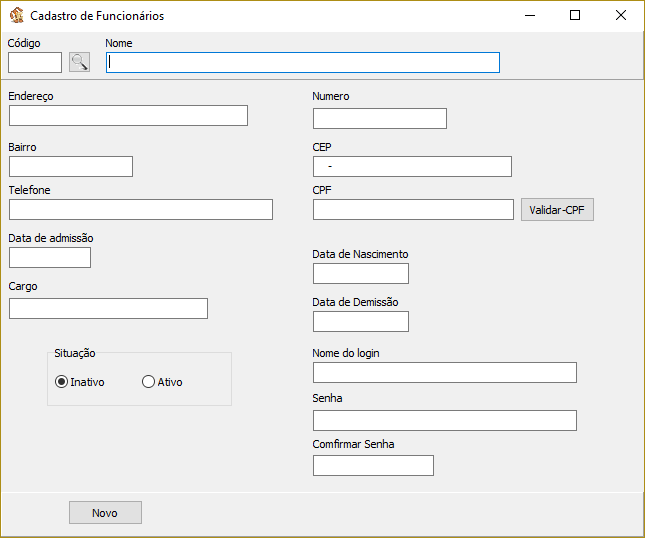 Cadastro de Funcionários
Código
Nome
Endereço
Numero
Bairro
CEP
-
Telefone
CPF
Validar-CPF
Data de admissão
Data de Nascimento
Cargo
Data de Demissão
Situação
Inativo
Ativo
Nome do login
Senha
Comfirmar Senha
Novo